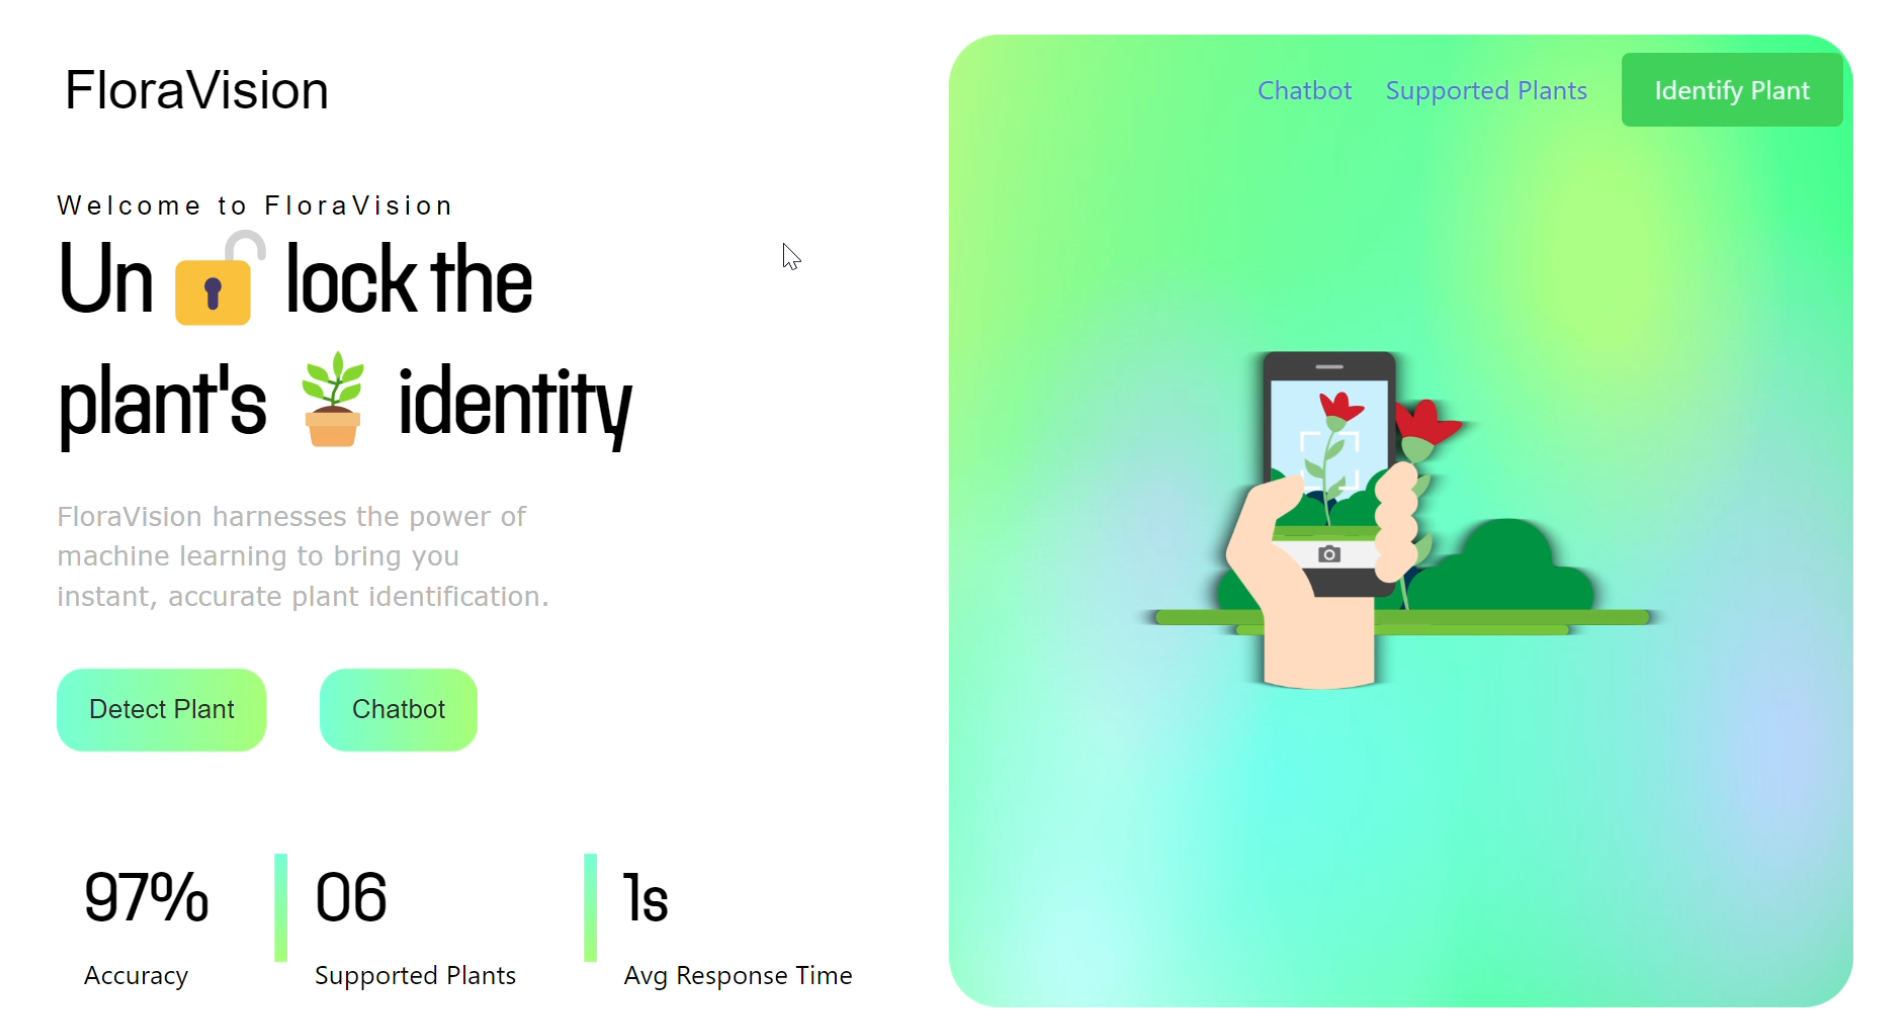 FloraVision
Chatbot Supported Plants Identify Plant
Welcome to FloraVision
Un lock the
plant's identity
FloraVision harnesses the power of
machine learning to bring you
instant, accurate plant identification.
Detect Plant Chatbot
97% 06 1s
Accuracy Supported Plants Avg Response Time